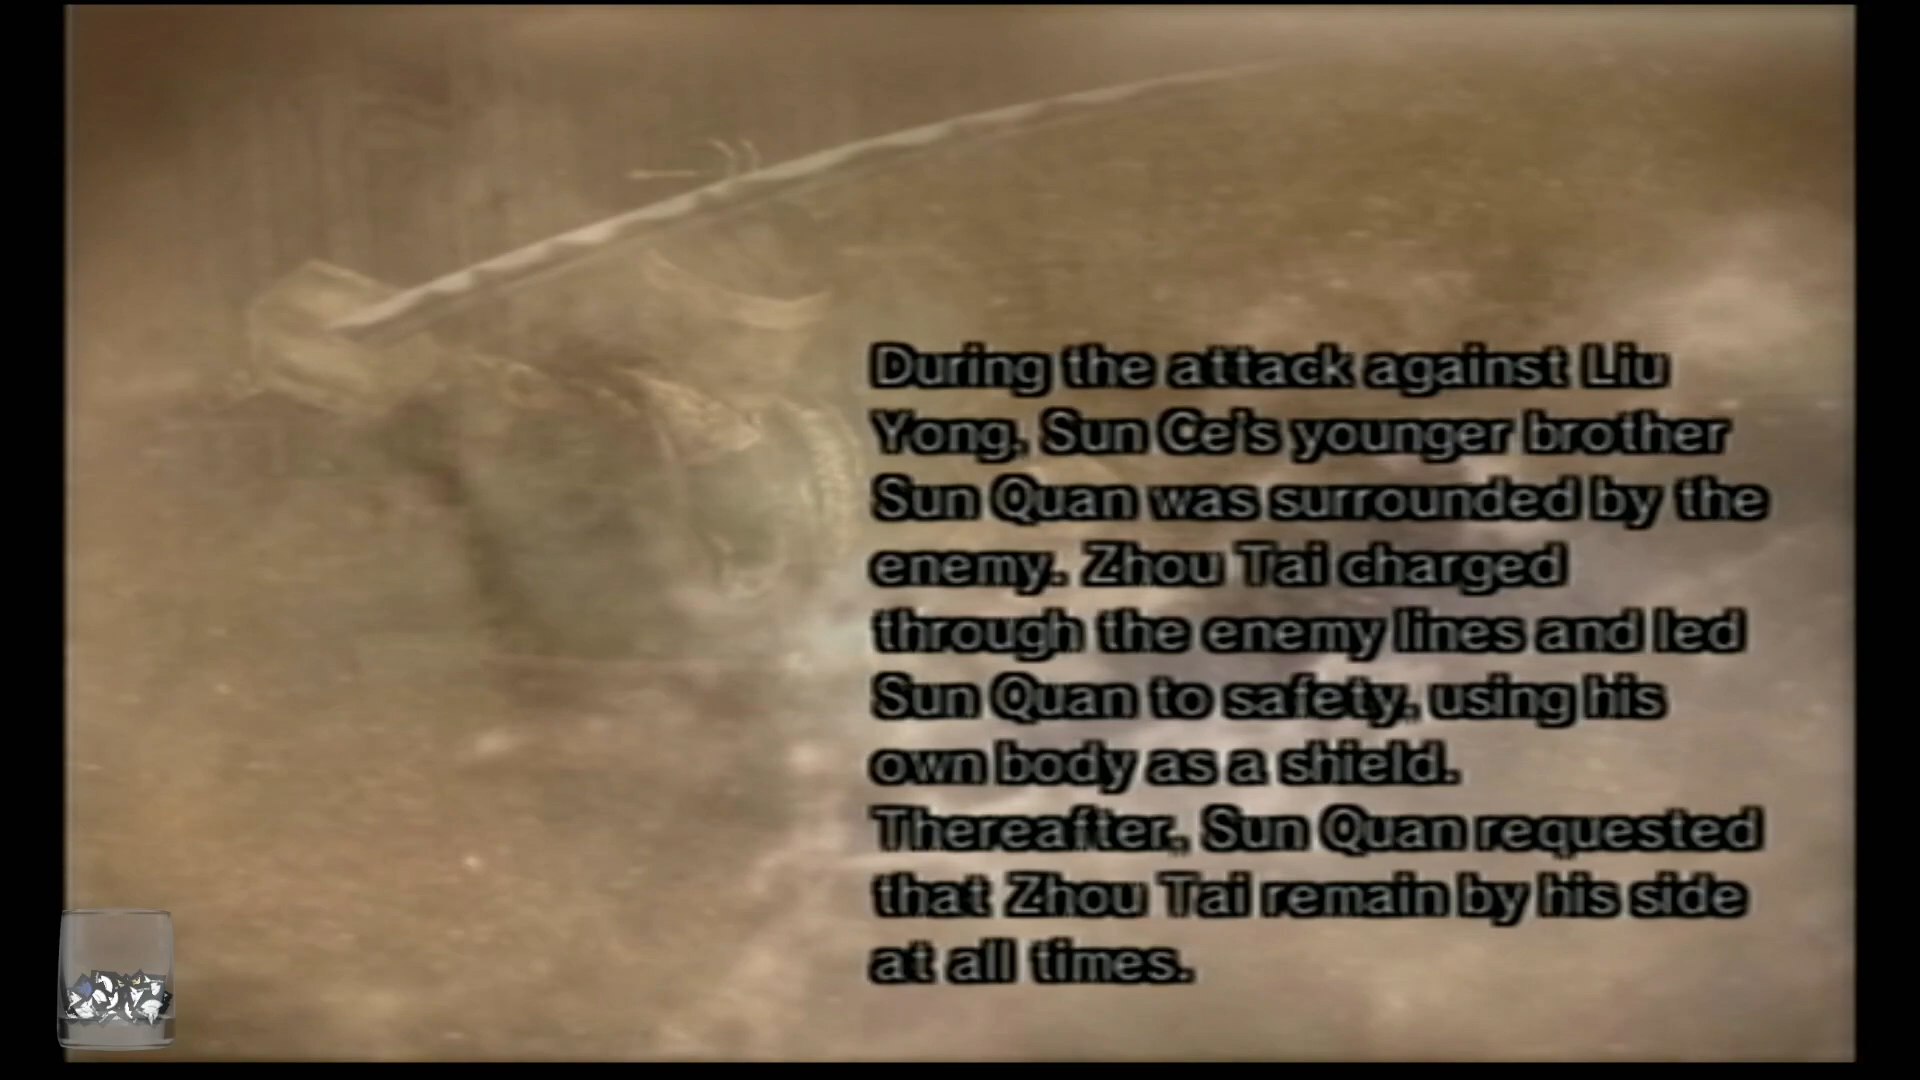 During the attack against Liu
Yong, Sun Ce's younger brother
Sun Quan was surrounded by the
enemy. Zhou Tai charged
through the enemy lines and led
Sun Quan to safety, using his
own body as a shield.
Thereafter, Sun Quan requested
that Zhou Tai remain by his side
at all times.